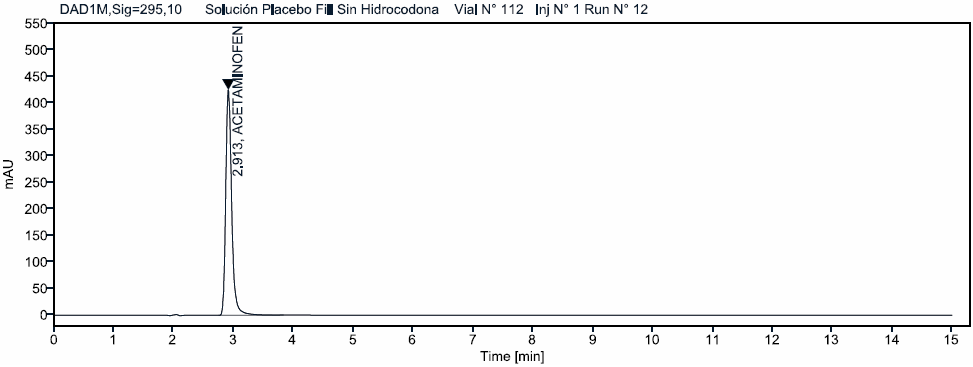 DAD1M,Sig=295,10 Solución Placebo Fill Sin Hidrocodona Vial N° 112 Inj N° 1 Run N° 12
550
500
450
400
350
300
250
200
150
100
50
0
mAU
2.913, ACETAMINOFEN
0 1 2 3 4 5 6 7 8 9 10 11 12 13 14 15
Time [min]